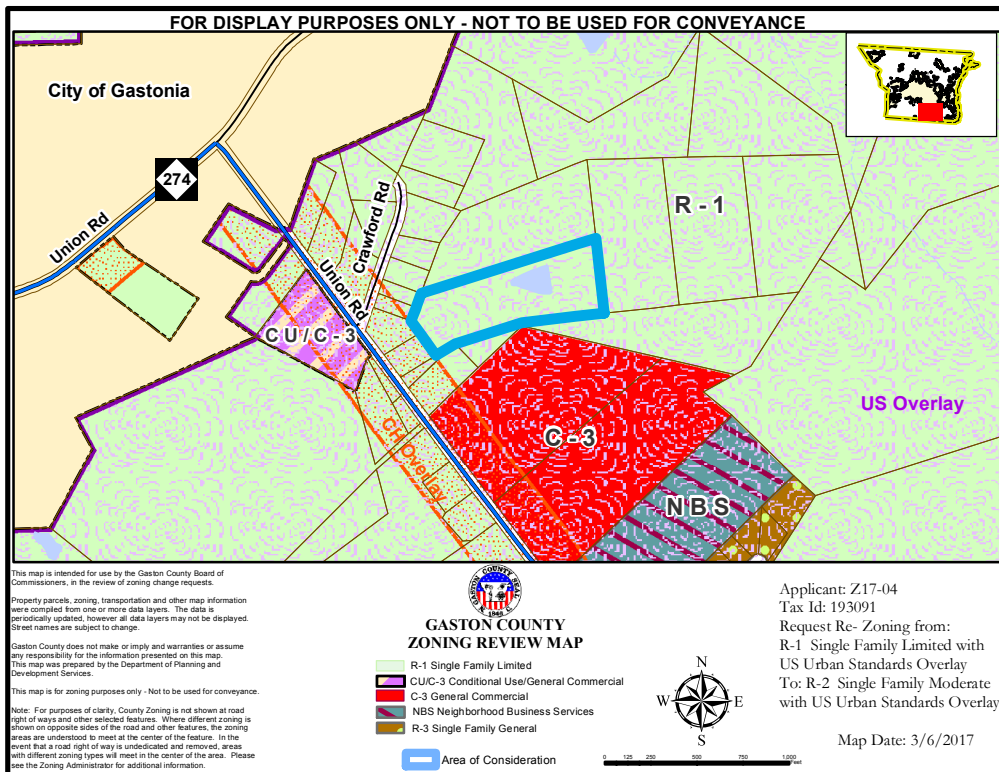 FOR DISPLAY PURPOSES ONLY - NOT TO BE USED FOR CONVEYANCE
City of Gastonia
274
Union Rd
Crawford Rd
Union Rd
R - 1
CU / C - 3
CH Overlay
C - 3
US Overlay
N B S
This map is intended for use by the Gaston County Board of
Commissioners, in the review of zoning change requests.
Property parcels, zoning, transportation and other map information
were compiled from one or more data layers. The data is
periodically updated, however all data layers may not be displayed.
Street names are subject to change.
Gaston County does not make or imply and warranties or assume
any responsibility for the information presented on this map.
This map was prepared by the Department of Planning and
Development Services.
This map is for zoning purposes only - Not to be used for conveyance.
Note: For purposes of clarity, County Zoning is not shown at road
right of ways and other selected features. Where different zoning is
shown on opposite sides of the road and other features, the zoning
areas are understood to meet at the center of the feature. In the
event that a road right of way is undedicated and removed, areas
with different zoning types will meet in the center of the area. Please
see the Zoning Administrator for additional information.
GASTON COUNTY SEAL
1846
N C
GASTON COUNTY
ZONING REVIEW MAP
R-1 Single Family Limited
CU/C-3 Conditional Use/General Commercial
C-3 General Commercial
NBS Neighborhood Business Services
R-3 Single Family General
Area of Consideration
N
W E
S
0 125 250 500 750 1,000
Feet
Applicant: Z17-04
Tax Id: 193091
Request Re- Zoning from:
R-1 Single Family Limited with
US Urban Standards Overlay
To: R-2 Single Family Moderate
with US Urban Standards Overlay
Map Date: 3/6/2017